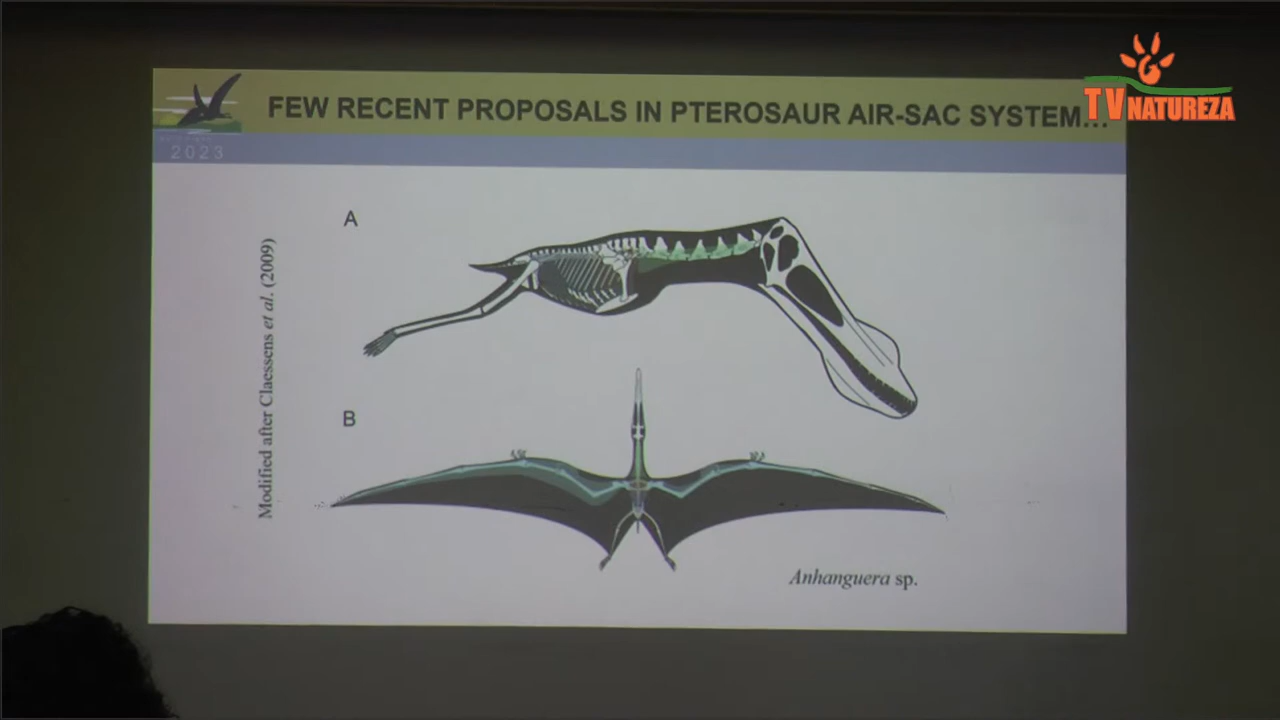 FEW RECENT PROPOSALS IN PTEROSAUR AIR-SAC SYSTEM...
TV NATUREZA
2023
A
Modified after Claessens et al. (2009)
B
Anhanguera sp.